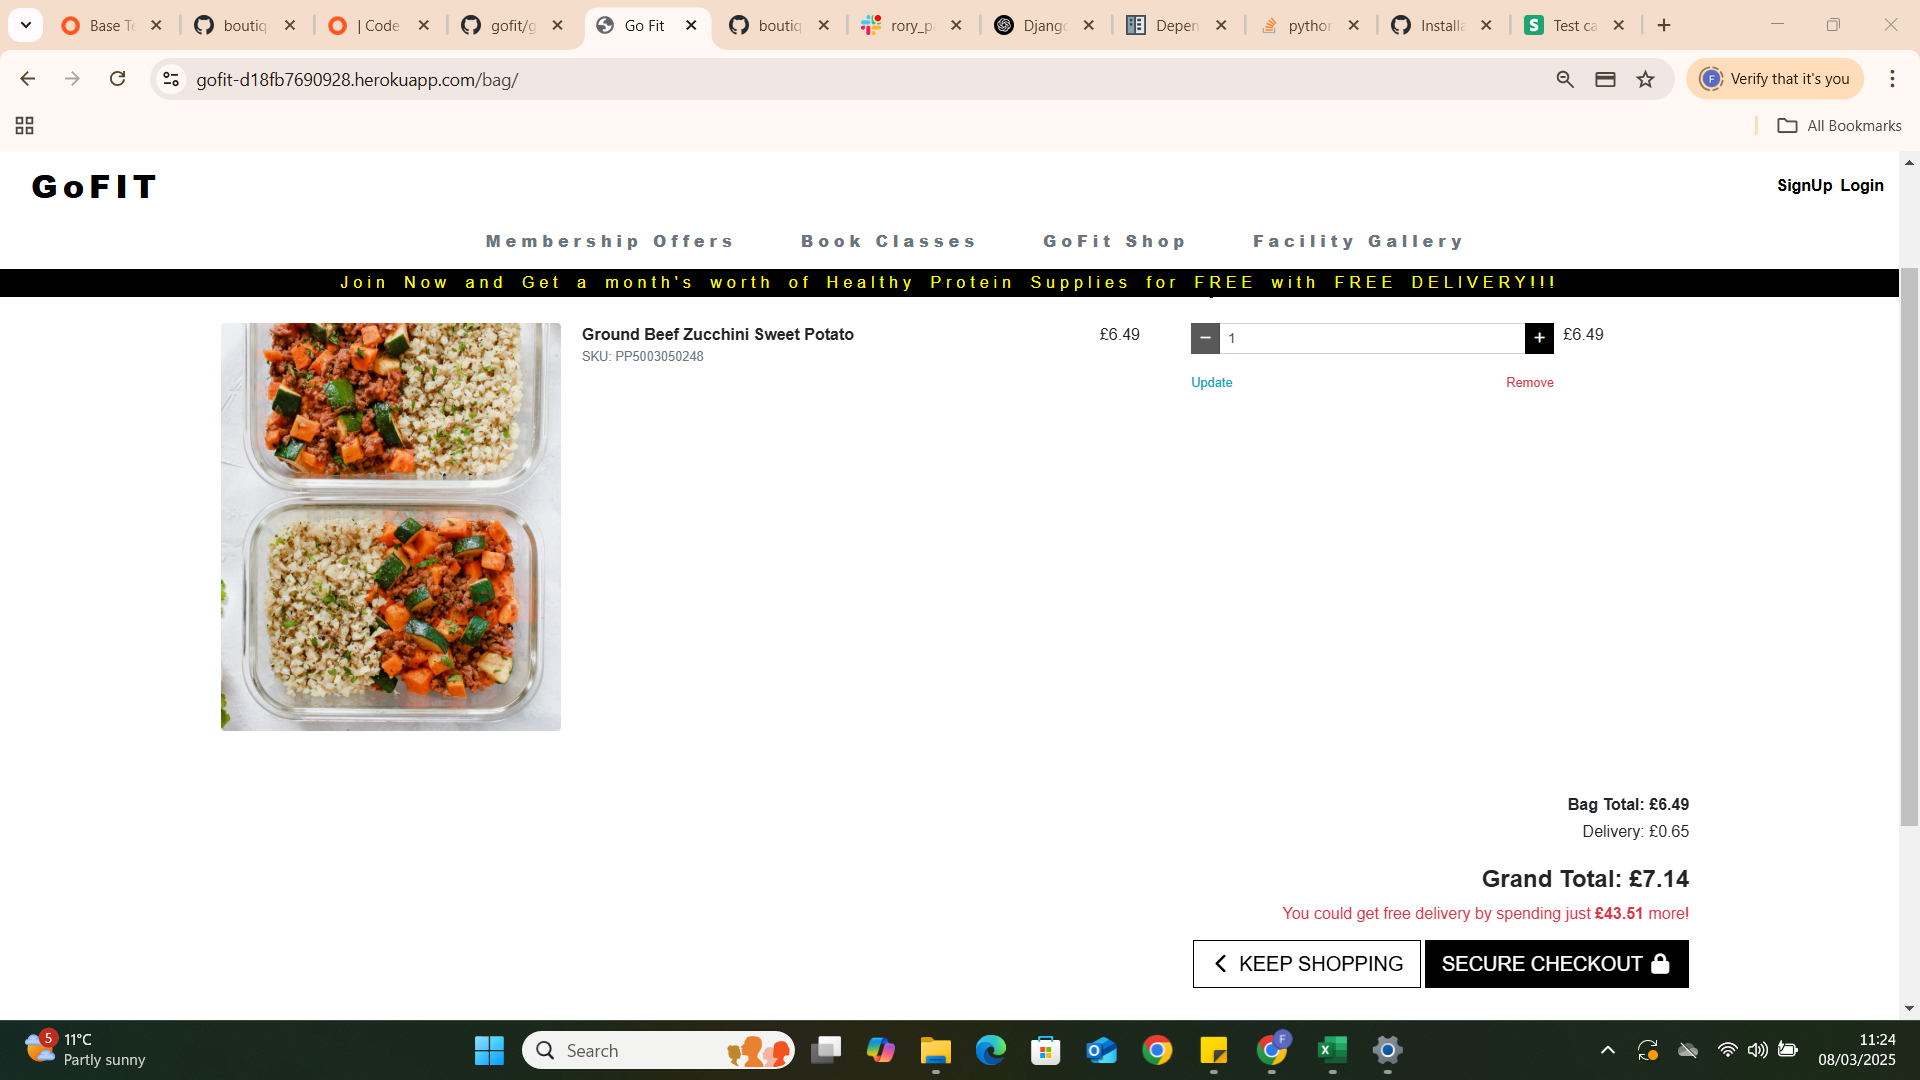 Base Te
boutiq
| Code
gofit/g
Go Fit
boutiq
rory_p
Djang
Depen
pythor
Installa
Test ca
gofit-d18fb7690928.herokuapp.com/bag/
F
Verify that it's you
All Bookmarks
GoFIT
SignUp Login
Membership Offers Book Classes GoFit Shop Facility Gallery
Join Now and Get a month's worth of Healthy Protein Supplies for FREE with FREE DELIVERY!!!
Ground Beef Zucchini Sweet Potato £6.49 − 1 + £6.49
SKU: PP5003050248
Update Remove
Bag Total: £6.49
Delivery: £0.65
Grand Total: £7.14
You could get free delivery by spending just £43.51 more!
KEEP SHOPPING SECURE CHECKOUT
5
11°C
Partly sunny
Search
F
11:24
08/03/2025